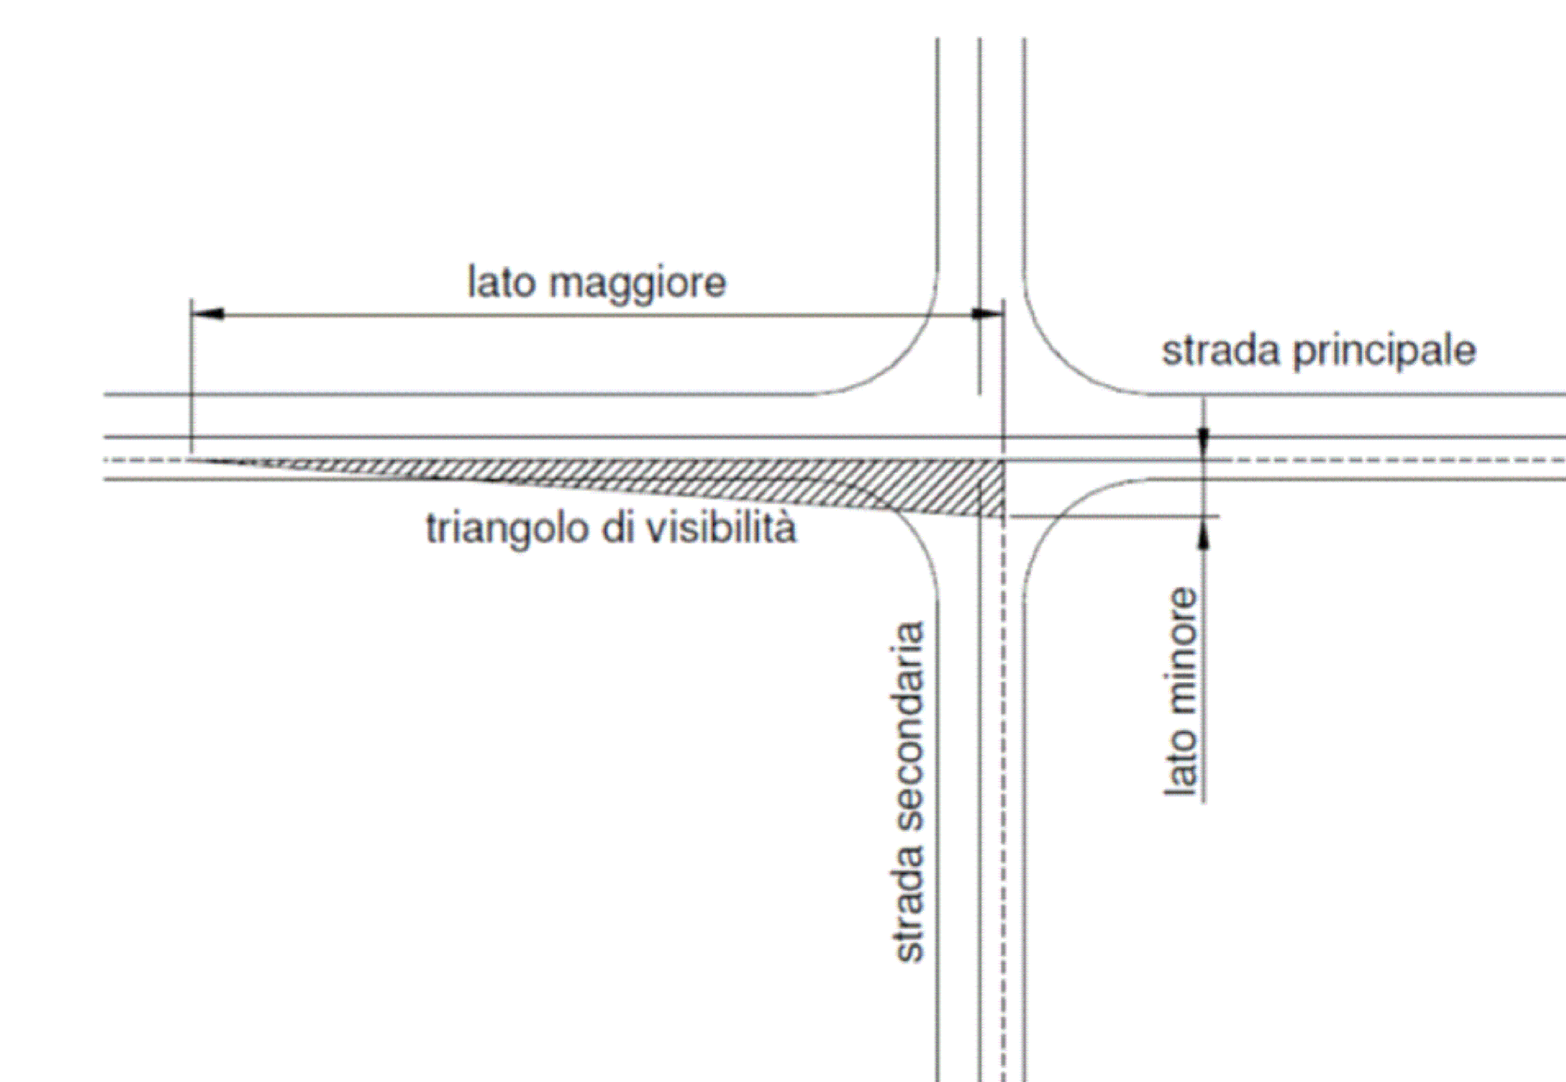 lato maggiore
strada principale
triangolo di visibilità
lato minore
strada secondaria